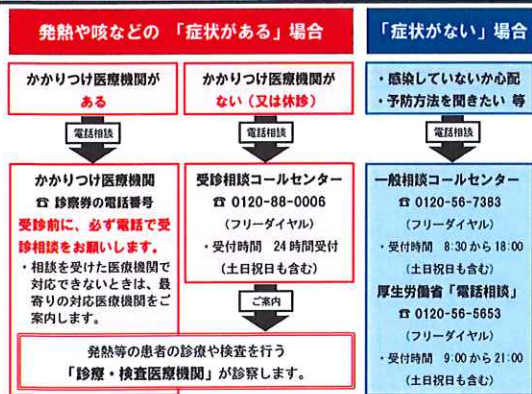 発熱や咳などの 「症状がある」場合
かかりつけ医療機関が
ある
電話相談
かかりつけ医療機関
☎ 診察券の電話番号
受診前に、必ず電話で受
診相談をお願いします。
・相談を受けた医療機関で
対応できないときは、最
寄りの対応医療機関をご
案内します。
かかりつけ医療機関が
ない（又は休診）
電話相談
受診相談コールセンター
☎ 0120-88-0006
（フリーダイヤル）
・受付時間 24時間受付
（土日祝日も含む）
ご案内
発熱等の患者の診療や検査を行う
「診療・検査医療機関」が診察します。
「症状がない」場合
・感染していないか心配
・予防方法を聞きたい 等
電話相談
一般相談コールセンター
☎ 0120-56-7383
（フリーダイヤル）
・受付時間 8:30から18:00
（土日祝日も含む）
厚生労働省「電話相談」
☎ 0120-56-5653
（フリーダイヤル）
・受付時間 9:00から21:00
（土日祝日も含む）